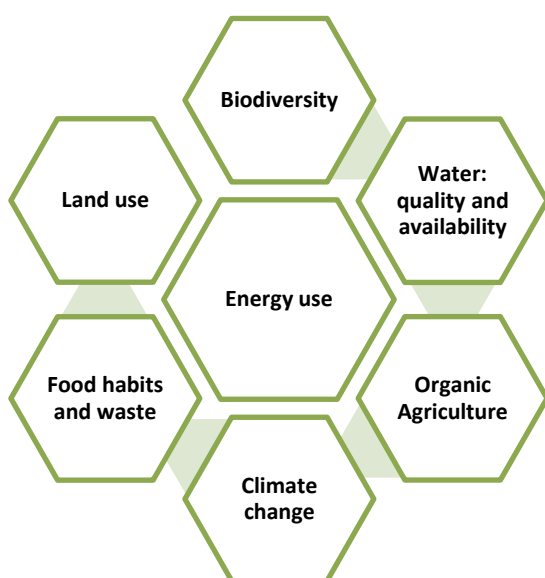 Biodiversity
Land use
Water:
quality and
availability
Energy use
Food habits
and waste
Organic
Agriculture
Climate
change